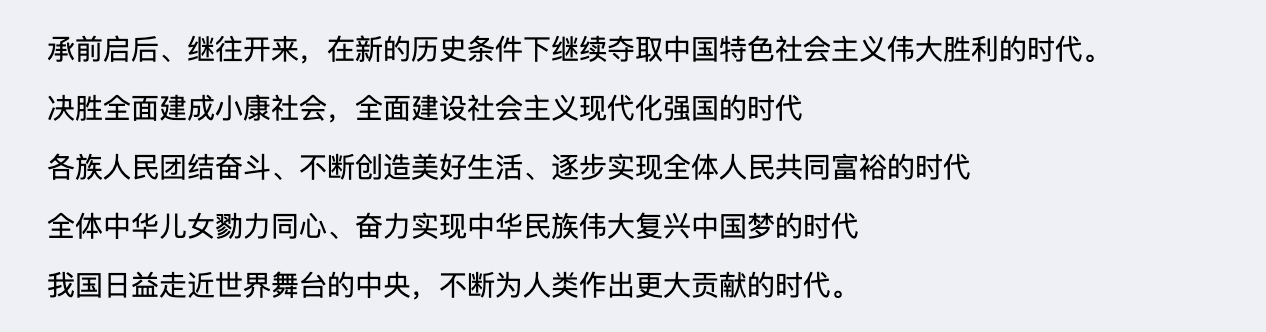 承前启后、继往开来，在新的历史条件下继续夺取中国特色社会主义伟大胜利的时代。
决胜全面建成小康社会，全面建设社会主义现代化强国的时代
各族人民团结奋斗、不断创造美好生活、逐步实现全体人民共同富裕的时代
全体中华儿女勠力同心、奋力实现中华民族伟大复兴中国梦的时代
我国日益走近世界舞台的中央，不断为人类作出更大贡献的时代。